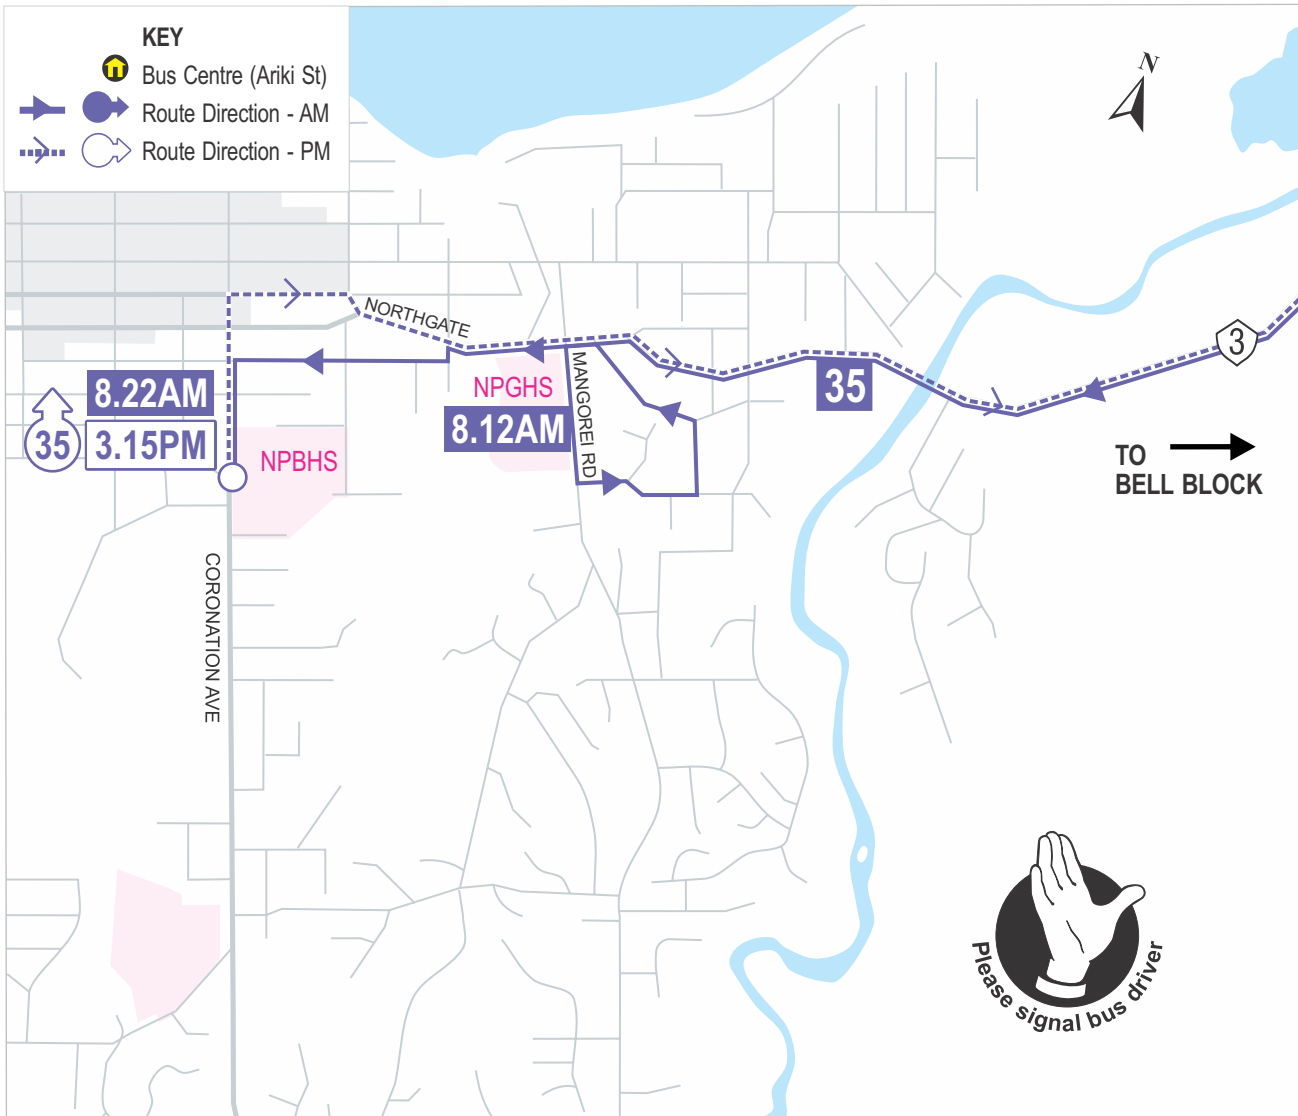 KEY
Bus Centre (Ariki St)
Route Direction - AM
Route Direction - PM
N
NORTHGATE
3
8.22AM
35
3.15PM
NPBHS
NPGHS
8.12AM
MANGOREI RD
35
TO
BELL BLOCK
CORONATION AVE
Please signal bus driver